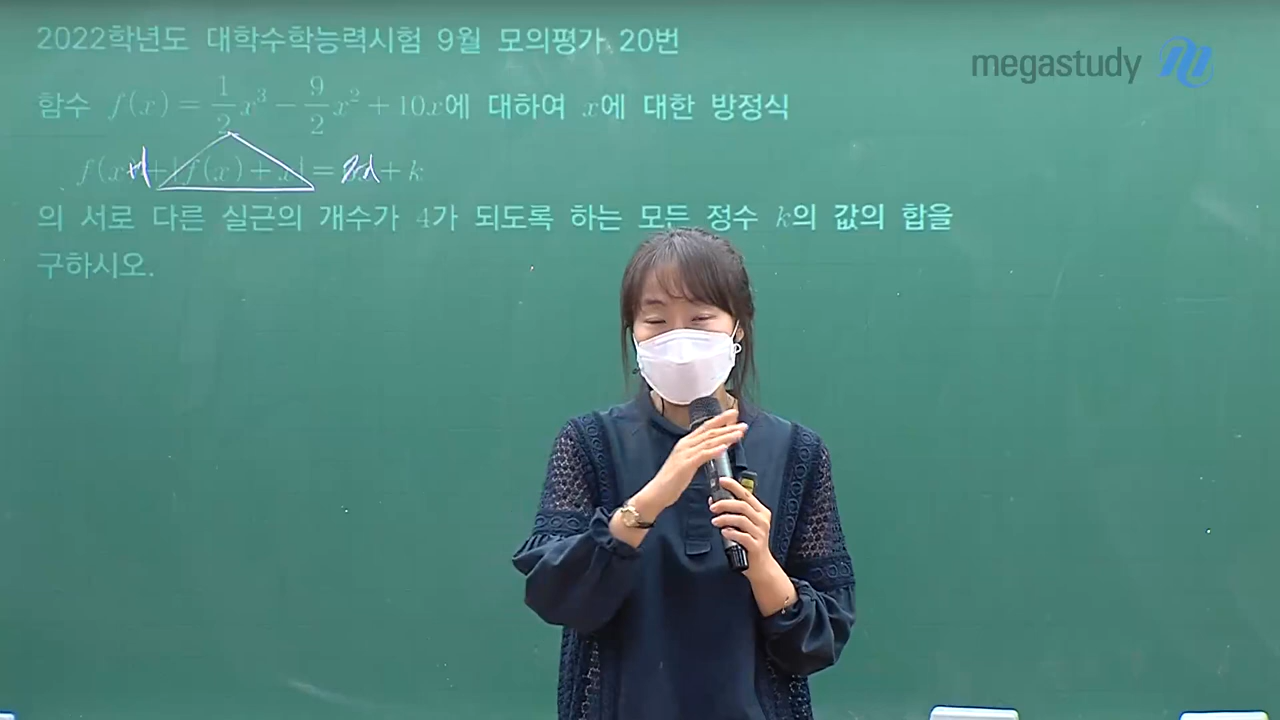 2022학년도 대학수학능력시험 9월 모의평가 20번
megastudy
함수 f(x) = 1/2 x³ − 9/2 x² + 10x에 대하여 x에 대한 방정식
f(x) + |f(x) + x| = + k
의 서로 다른 실근의 개수가 4가 되도록 하는 모든 정수 k의 값의 합을
구하시오.